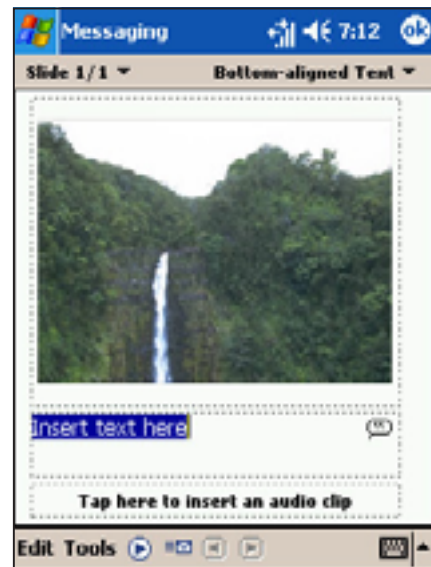 Messaging 7:12 ok
Slide 1/1 Bottom-aligned Text
Insert text here
Tap here to insert an audio clip
Edit Tools